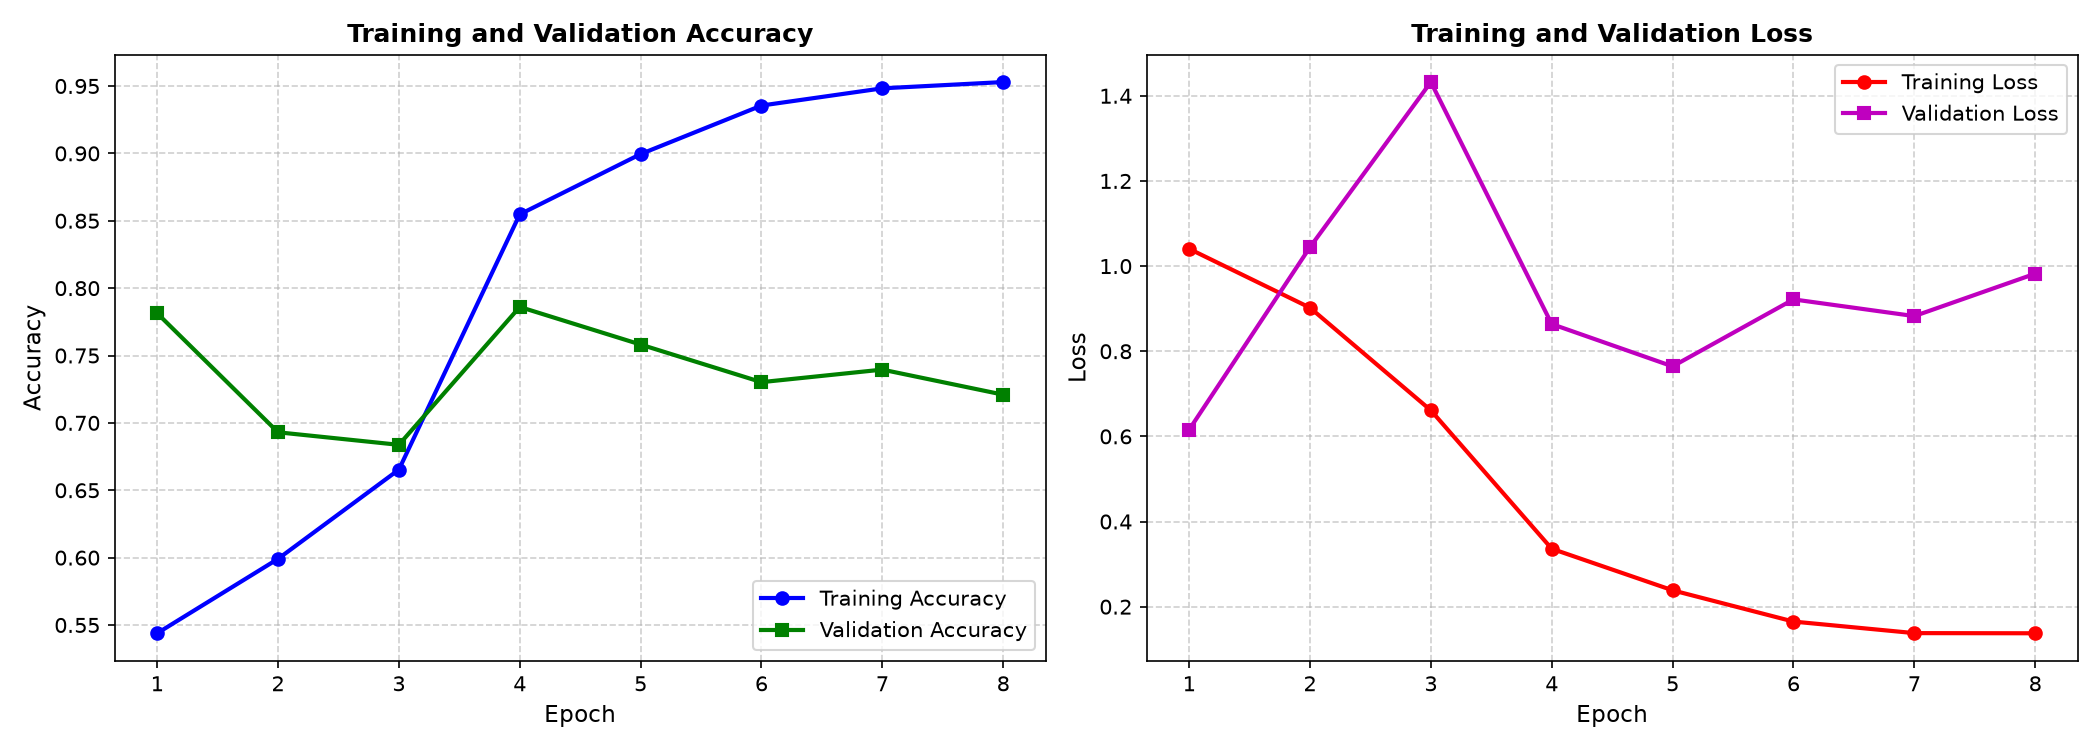 Training and Validation Accuracy
Accuracy
0.95
0.90
0.85
0.80
0.75
0.70
0.65
0.60
0.55
Training Accuracy
Validation Accuracy
1 2 3 4 5 6 7 8
Epoch
Training and Validation Loss
Loss
1.4
1.2
1.0
0.8
0.6
0.4
0.2
Training Loss
Validation Loss
1 2 3 4 5 6 7 8
Epoch